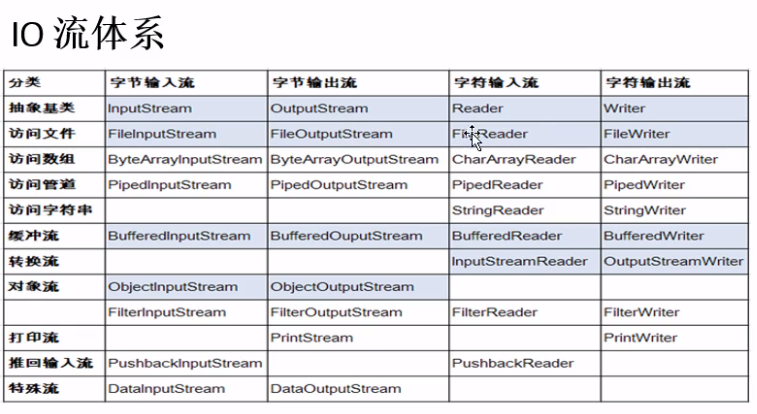 IO 流体系
分类 字节输入流 字节输出流 字符输入流 字符输出流
抽象基类 InputStream OutputStream Reader Writer
访问文件 FileInputStream FileOutputStream FileReader FileWriter
访问数组 ByteArrayInputStream ByteArrayOutputStream CharArrayReader CharArrayWriter
访问管道 PipedInputStream PipedOutputStream PipedReader PipedWriter
访问字符串 StringReader StringWriter
缓冲流 BufferedInputStream BufferedOuputStream BufferedReader BufferedWriter
转换流 InputStreamReader OutputStreamWriter
对象流 ObjectInputStream ObjectOutputStream
FilterInputStream FilterOutputStream FilterReader FilterWriter
打印流 PrintStream PrintWriter
推回输入流 PushbackInputStream PushbackReader
特殊流 DataInputStream DataOutputStream